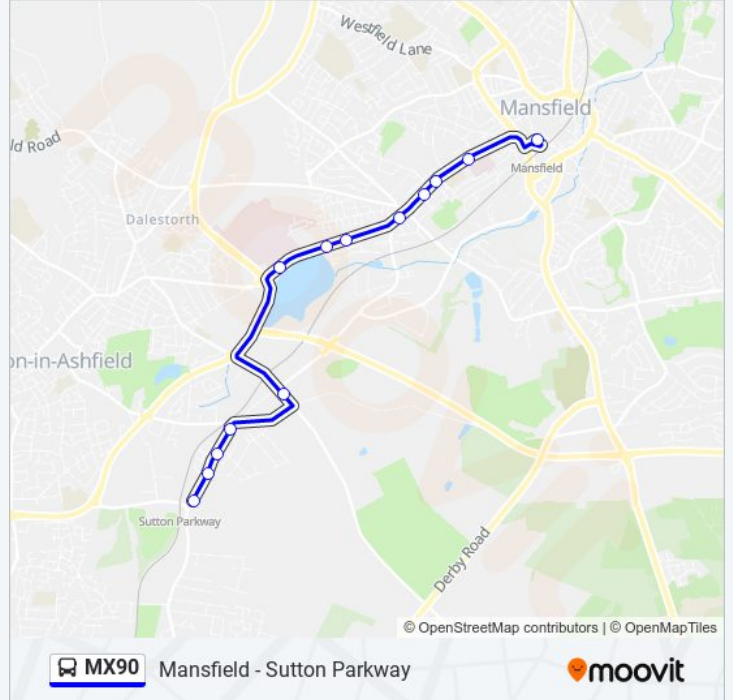 Westfield Lane
Mansfield
ld Road
Mansfield
Dalestorth
on-in-Ashfield
Sutton Parkway
Derby Road
© OpenStreetMap contributors | © OpenMapTiles
MX90 Mansfield - Sutton Parkway
moovit